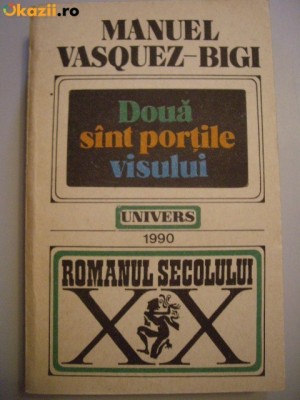 Okazii.ro
MANUEL
VASQUEZ-BIGI
Două
sînt porțile
visului
UNIVERS
1990
ROMANUL SECOLULUI
XX